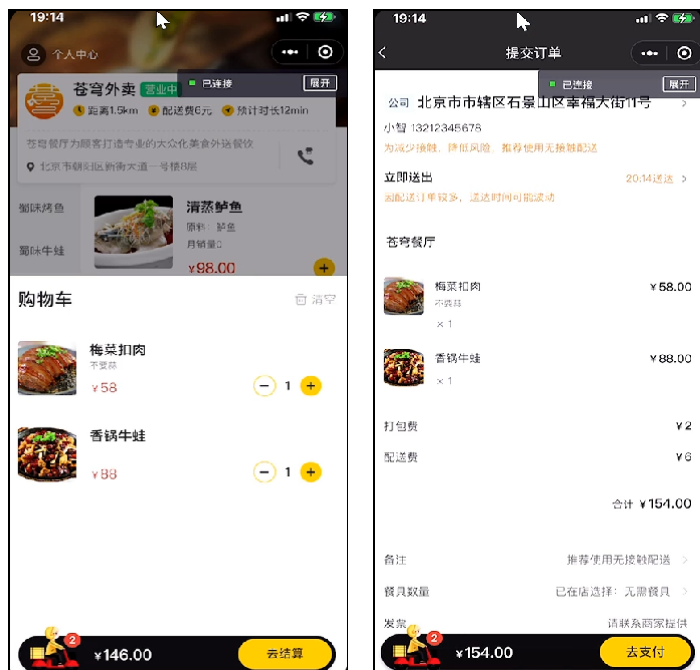 19:14
个人中心
苍穹外卖 营业中
已连接 展开
距离1.5km 配送费6元 预计时长12min
苍穹餐厅为顾客打造专业的大众化美食外送餐饮
北京市朝阳区新街大道一号楼8层
蜀味烤鱼
蜀味牛蛙
清蒸鲈鱼
原料：鲈鱼
月销量0
¥98.00
购物车
清空
梅菜扣肉
不要蒜
¥58
1
香锅牛蛙
¥88
1
2
¥146.00
去结算
19:14
提交订单
已连接 展开
公司 北京市市辖区石景山区幸福大街11号
小智 13212345678
为减少接触，降低风险，推荐使用无接触配送
立即送出
20:14送达
因配送订单较多，送达时间可能波动
苍穹餐厅
梅菜扣肉 ¥58.00
不要蒜
×1
香锅牛蛙 ¥88.00
×1
打包费 ¥2
配送费 ¥6
合计 ¥154.00
备注 推荐使用无接触配送
餐具数量 已在店选择：无需餐具
发票 请联系商家提供
2
¥154.00
去支付